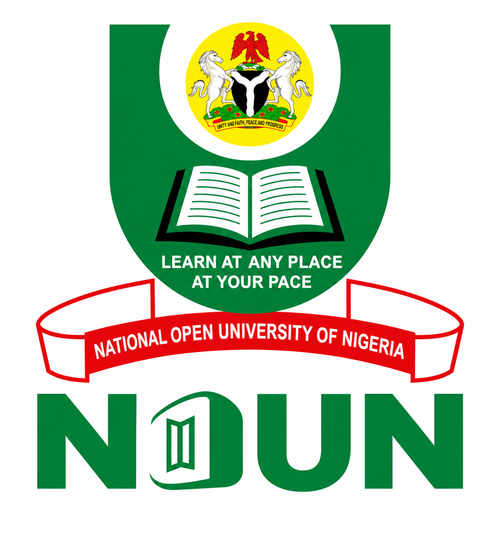 UNITY AND FAITH, PEACE AND PROGRESS
LEARN AT ANY PLACE
AT YOUR PACE
NATIONAL OPEN UNIVERSITY OF NIGERIA
NOUN